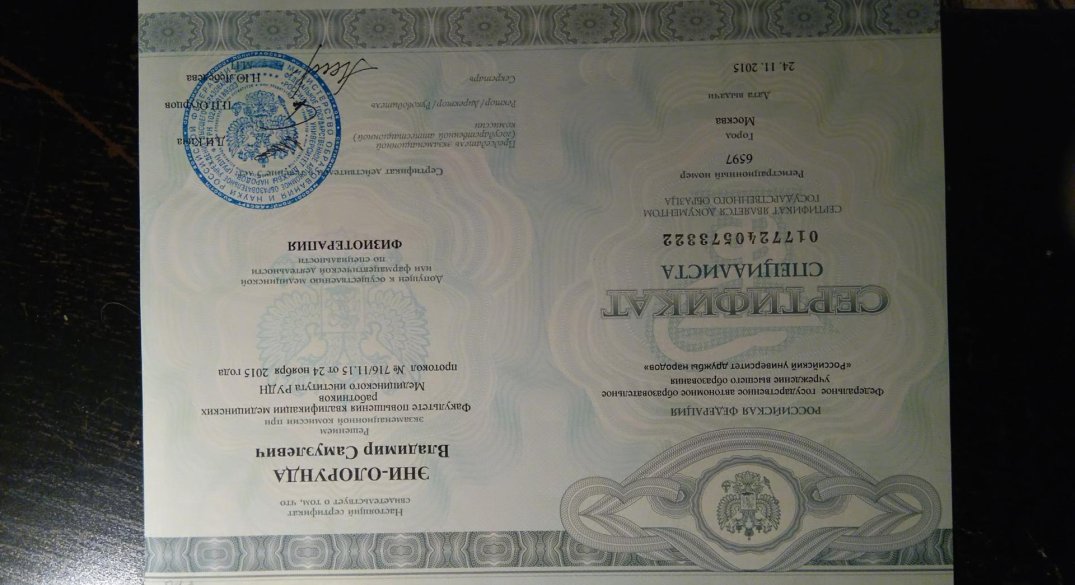 РОССИЙСКАЯ ФЕДЕРАЦИЯ
Федеральное государственное автономное образовательное
учреждение высшего образования
«Российский университет дружбы народов»
СЕРТИФИКАТ
СПЕЦИАЛИСТА
0177240573322
СЕРТИФИКАТ ЯВЛЯЕТСЯ ДОКУМЕНТОМ
ГОСУДАРСТВЕННОГО ОБРАЗЦА
Регистрационный номер
6597
Город
Москва
Дата выдачи
24. 11. 2015
Настоящий сертификат
свидетельствует о том, что
ЭНИ-ОЛОРУНДА
Владимир Самуэлевич
Решением
экзаменационной комиссии при
Факультете повышения квалификации медицинских
работников
Медицинского института РУДН
протокол № 716/11.15 от 24 ноября 2015 года
Допущен к осуществлению медицинской
или фармацевтической деятельности
по специальности
ФИЗИОТЕРАПИЯ
Сертификат действителен
Председатель экзаменационной
(Государственной аттестационной)
комиссии
Ректор/Директор/Руководитель
Секретарь
Н.Ю.Лебедева
М.П.